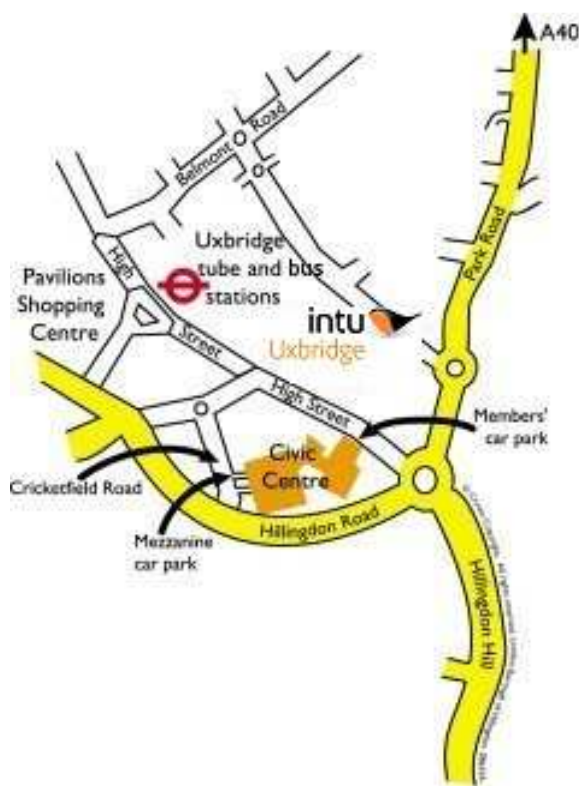 A40
Belmont Road
Park Road
High Street
Uxbridge
tube and bus
stations
Pavilions
Shopping
Centre
intu
Uxbridge
High Street
Members'
car park
Civic
Centre
Cricketfield Road
Mezzanine
car park
Hillingdon Road
Hillingdon Hill